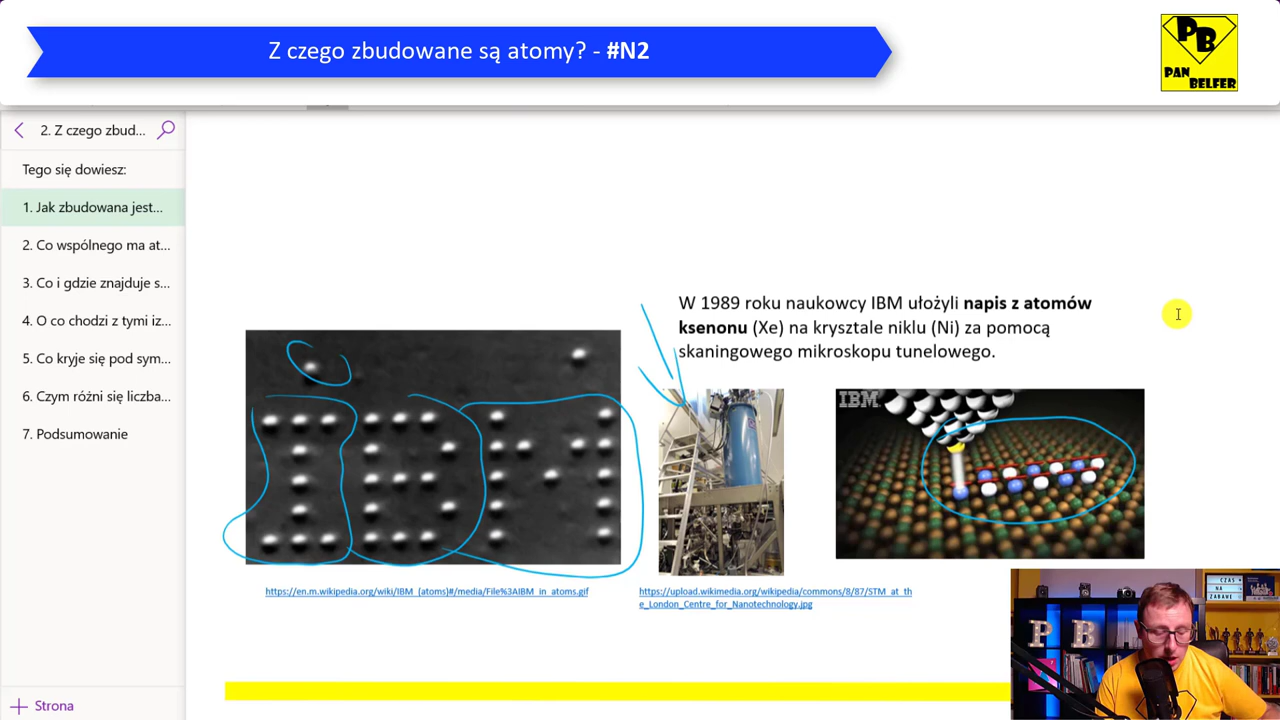 Z czego zbudowane są atomy? - #N2
PB
PAN
BELFER
2. Z czego zbud...
Tego się dowiesz:
1. Jak zbudowana jest...
2. Co wspólnego ma at...
3. Co i gdzie znajduje s...
4. O co chodzi z tymi iz...
5. Co kryje się pod sym...
6. Czym różni się liczba...
7. Podsumowanie
Strona
W 1989 roku naukowcy IBM ułożyli napis z atomów
ksenonu (Xe) na krysztale niklu (Ni) za pomocą
skaningowego mikroskopu tunelowego.
IBM
IBM
https://en.m.wikipedia.org/wiki/IBM_(atoms)#/media/File%3AIBM_in_atoms.gif
https://upload.wikimedia.org/wikipedia/commons/8/87/STM_at_th
e_London_Centre_for_Nanotechnology.jpg
CZAS
NA
ZABAWE
P B